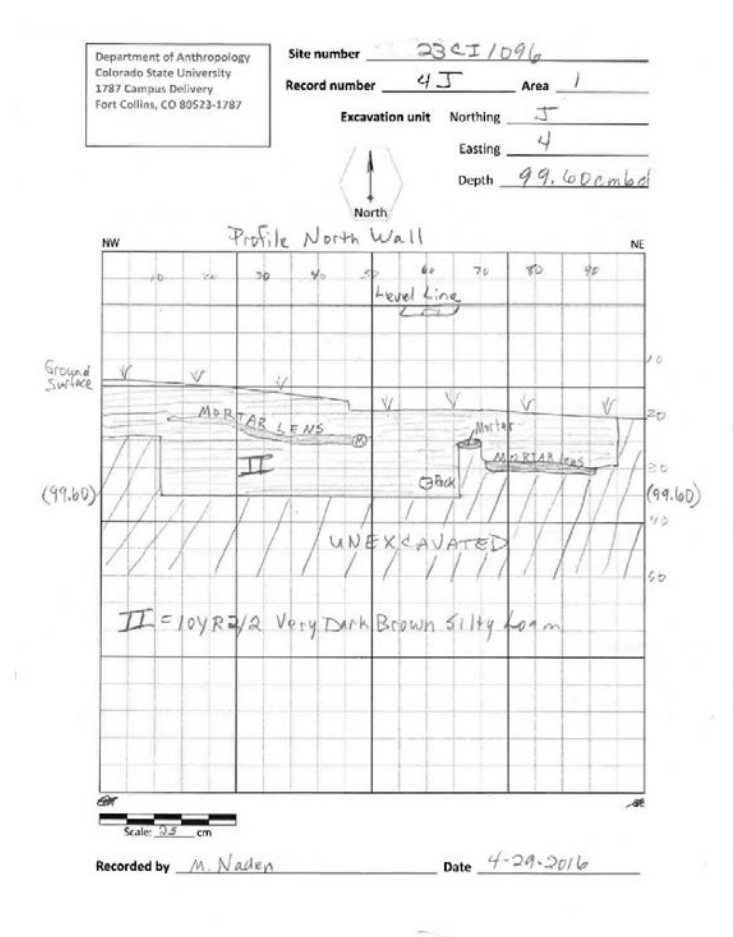 Department of Anthropology
Colorado State University
1787 Campus Delivery
Fort Collins, CO 80523-1787
Site number 23CI1096
Record number 4J Area 1
Excavation unit Northing J
Easting 4
Depth 99.60cmbd
North
Profile North Wall
NW NE
10 20 30 40 50 60 70 80 90
Level Line
10
Ground
Surface
20
MORTAR LENS
Mortar
M
MORTAR Lens
30
II
Rock
(99.60) (99.60)
40
UNEXCAVATED
50
II = 10YR 2/2 Very Dark Brown Silty Loam
Scale: 25 cm
Recorded by M. Naden Date 4-29-2016